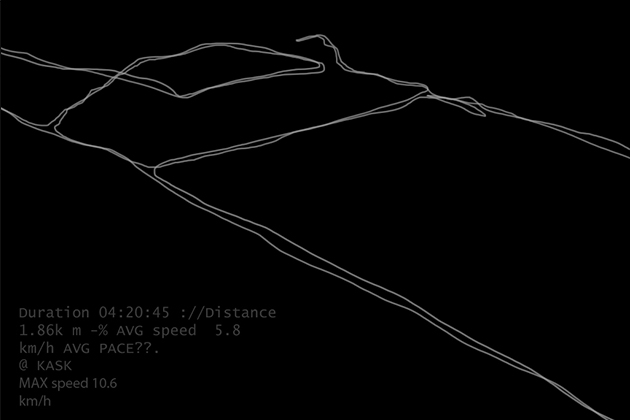 Duration 04:20:45 ://Distance
1.86k m -% AVG speed  5.8
km/h AVG PACE??.
@ KASK
MAX speed 10.6
km/h